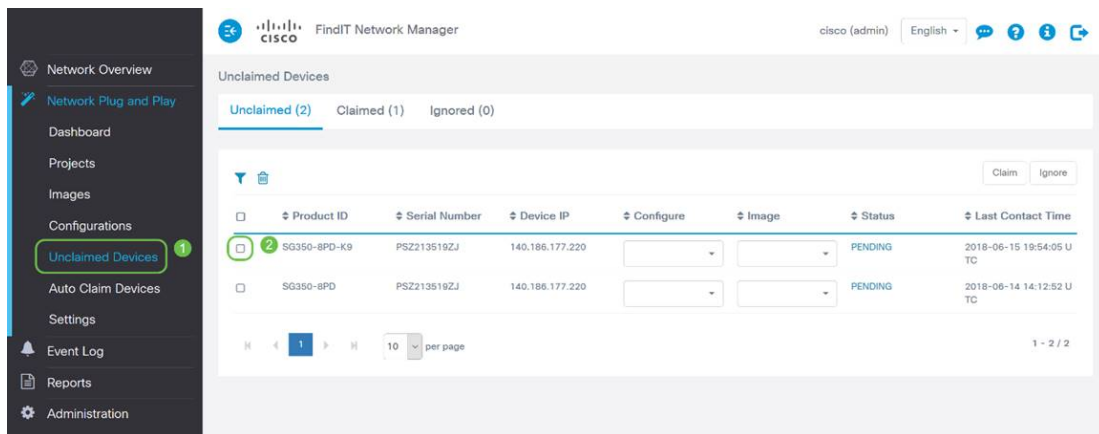 CISCO FindIT Network Manager cisco (admin) English
Network Overview
Network Plug and Play
Dashboard
Projects
Images
Configurations
Unclaimed Devices 1
Auto Claim Devices
Settings
Event Log
Reports
Administration
Unclaimed Devices
Unclaimed (2) Claimed (1) Ignored (0)
Claim Ignore
Product ID Serial Number Device IP Configure Image Status Last Contact Time
2 SG350-8PD-K9 PSZ213519ZJ 140.186.177.220 PENDING 2018-06-15 19:54:05 U
TC
SG350-8PD PSZ213519ZJ 140.186.177.220 PENDING 2018-06-14 14:12:52 U
TC
1 10 per page 1 - 2 / 2